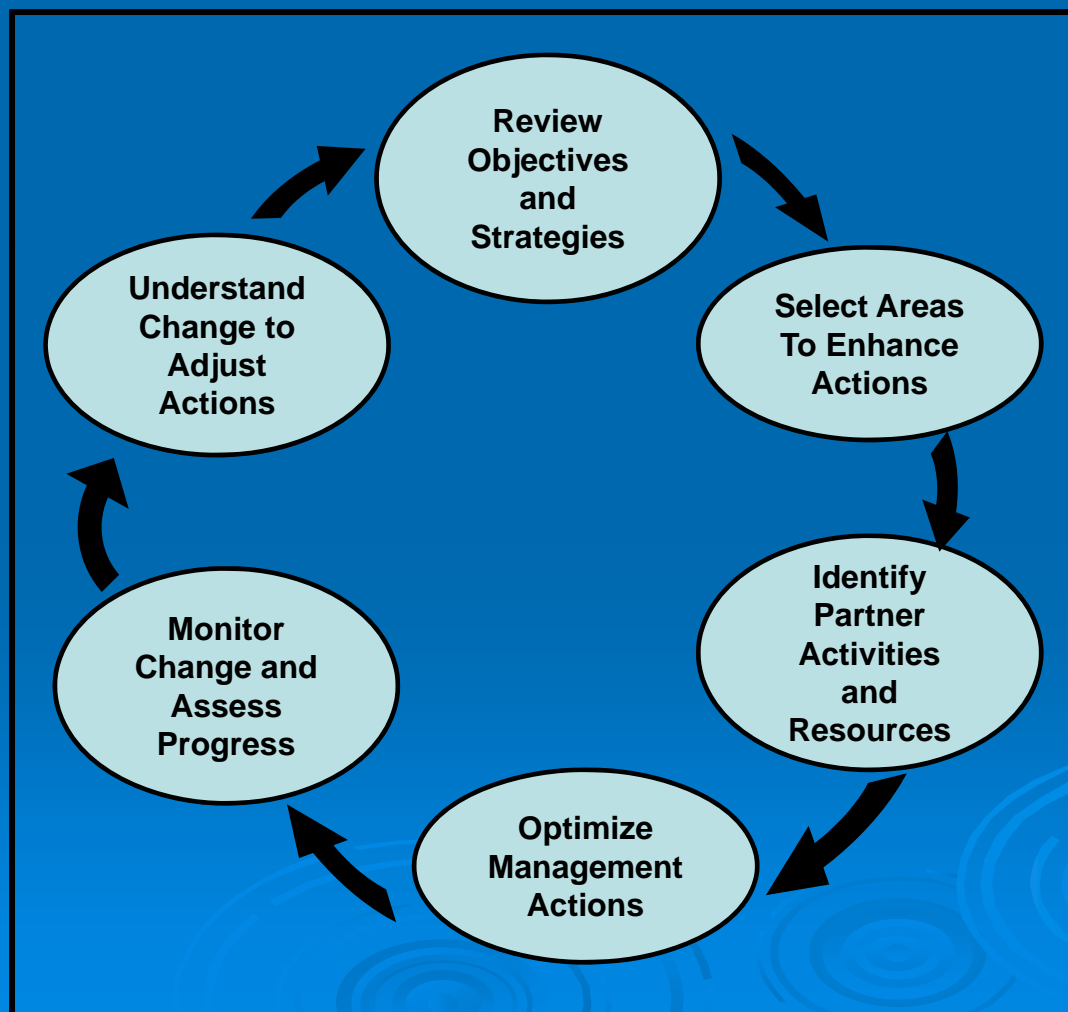 Review
Objectives
and
Strategies
Select Areas
To Enhance
Actions
Identify
Partner
Activities
and
Resources
Optimize
Management
Actions
Monitor
Change and
Assess
Progress
Understand
Change to
Adjust
Actions